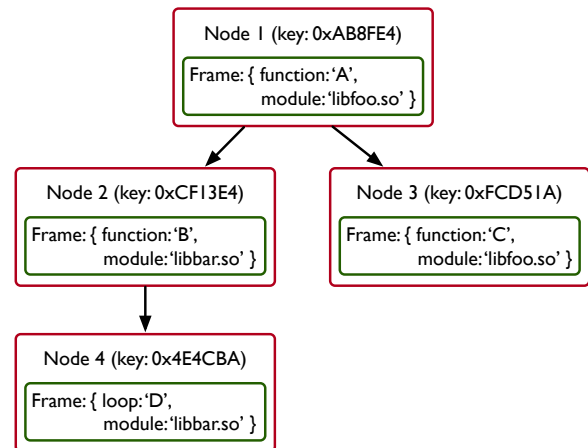 Node 1 (key: 0xAB8FE4)
Frame: { function: ‘A’,
module: ‘libfoo.so’ }
Node 2 (key: 0xCF13E4)
Frame: { function: ‘B’,
module: ‘libbar.so’ }
Node 3 (key: 0xFCD51A)
Frame: { function: ‘C’,
module: ‘libfoo.so’ }
Node 4 (key: 0x4E4CBA)
Frame: { loop: ‘D’,
module: ‘libbar.so’ }